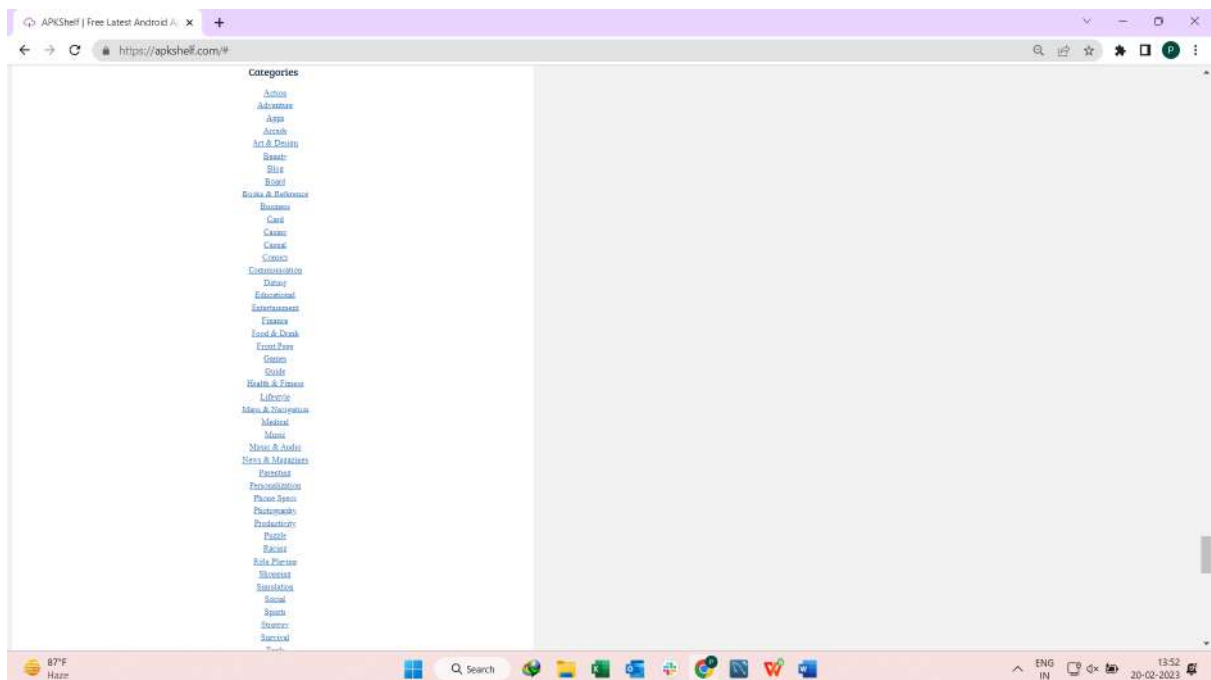 APKShelf | Free Latest Android A
https://apkshelf.com/#
Categories
Action
Adventure
Apps
Arcade
Art & Design
Beauty
Blog
Board
Books & Reference
Business
Card
Casino
Casual
Comics
Communication
Dating
Educational
Entertainment
Finance
Food & Drink
Front Page
Games
Guide
Health & Fitness
Lifestyle
Maps & Navigation
Medical
Music
Music & Audio
News & Magazines
Parenting
Personalization
Phone Specs
Photography
Productivity
Puzzle
Racing
Role Playing
Shopping
Simulation
Social
Sports
Strategy
Survival
87°F
Haze
Search
ENG
IN
13:52
20-02-2023